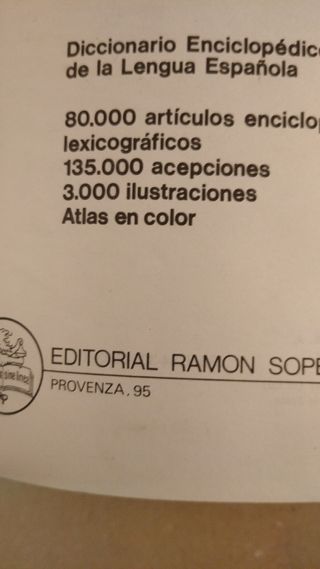 Diccionario Enciclopédic
de la Lengua Española
80.000 artículos enciclop
lexicográficos
135.000 acepciones
3.000 ilustraciones
Atlas en color
EDITORIAL RAMON SOPE
PROVENZA, 95